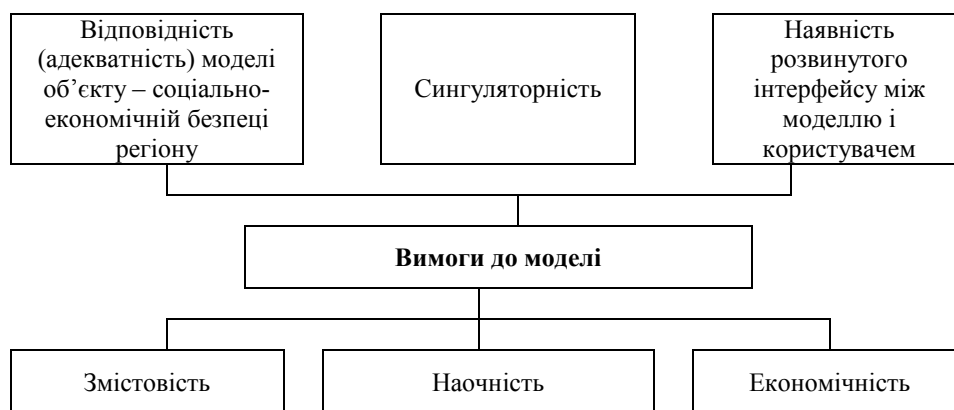 Відповідність
(адекватність) моделі
об’єкту – соціально-
економічній безпеці
регіону
Сингуляторність
Наявність
розвинутого
інтерфейсу між
моделлю і
користувачем
Вимоги до моделі
Змістовість
Наочність
Економічність